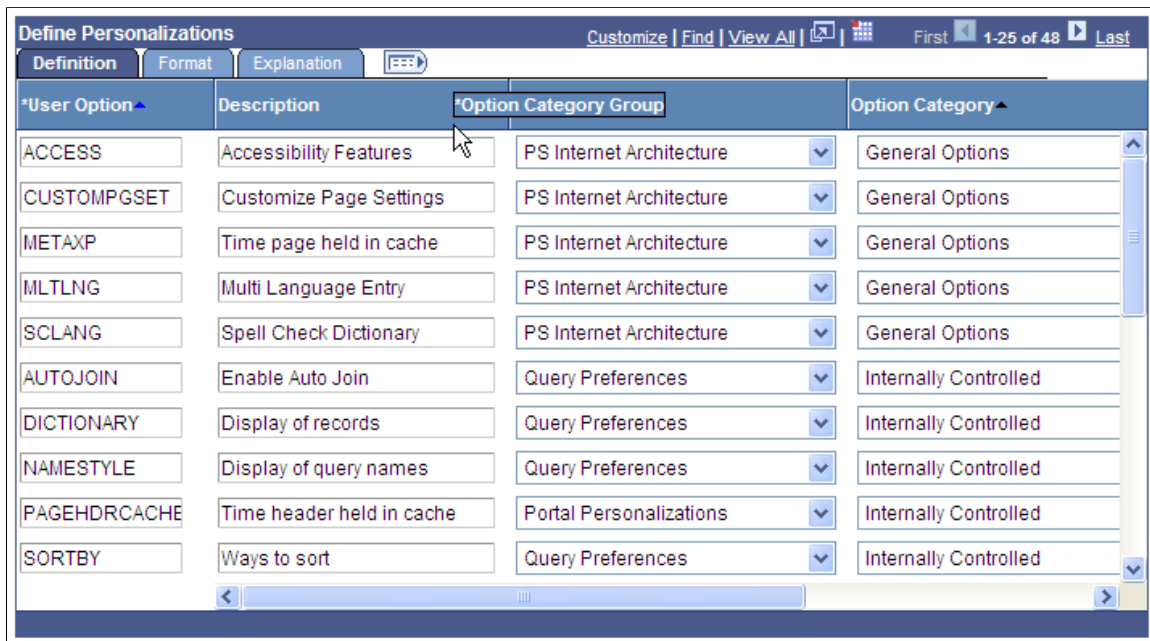 Define Personalizations Customize | Find | View All | | First 1-25 of 48 Last
Definition Format Explanation
*User Option Description *Option Category Group Option Category
ACCESS Accessibility Features PS Internet Architecture General Options
CUSTOMPGSET Customize Page Settings PS Internet Architecture General Options
METAXP Time page held in cache PS Internet Architecture General Options
MLTLNG Multi Language Entry PS Internet Architecture General Options
SCLANG Spell Check Dictionary PS Internet Architecture General Options
AUTOJOIN Enable Auto Join Query Preferences Internally Controlled
DICTIONARY Display of records Query Preferences Internally Controlled
NAMESTYLE Display of query names Query Preferences Internally Controlled
PAGEHDRCACHE Time header held in cache Portal Personalizations Internally Controlled
SORTBY Ways to sort Query Preferences Internally Controlled